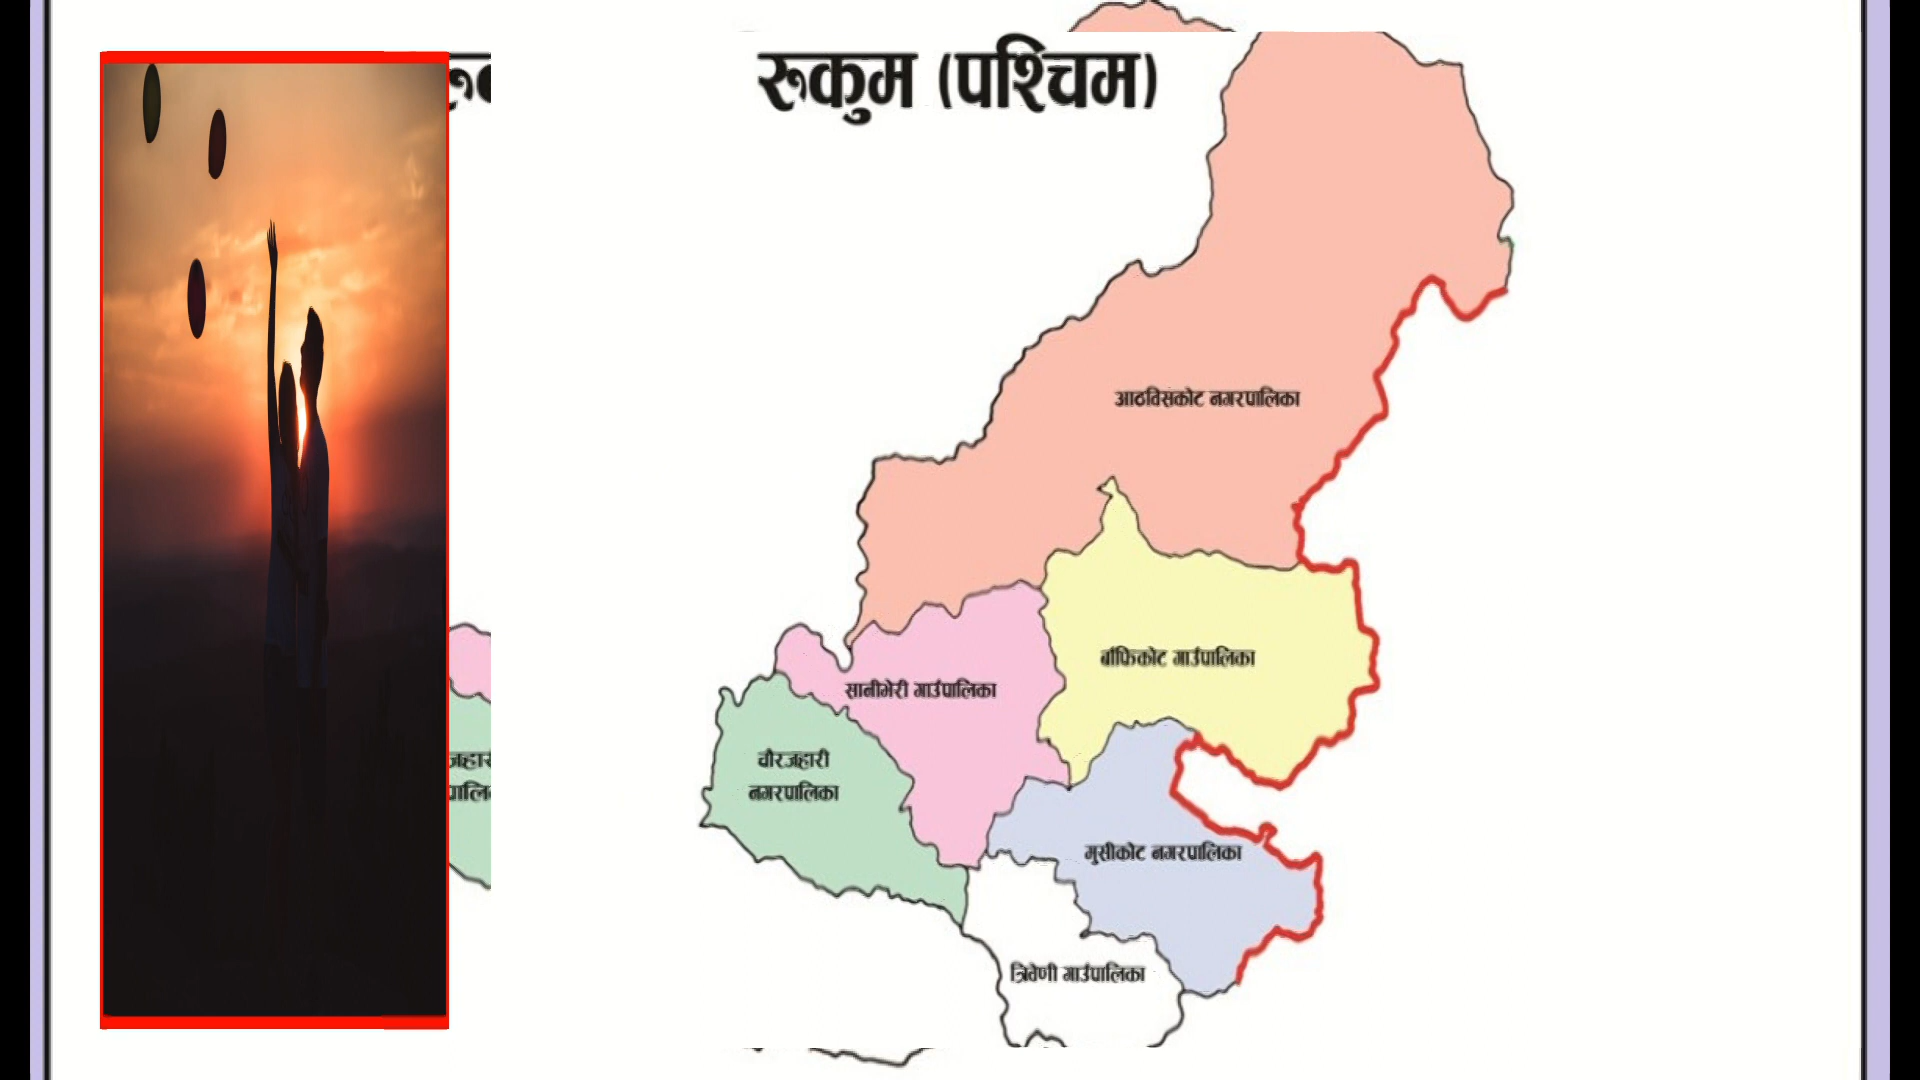 रुकुम (पश्चिम)
आठविसकोट नगरपालिका
बाँफिकोट गाउँपालिका
सानीभेरी गाउँपालिका
चौरजहारी
नगरपालिका
मुसीकोट नगरपालिका
त्रिवेणी गाउँपालिका